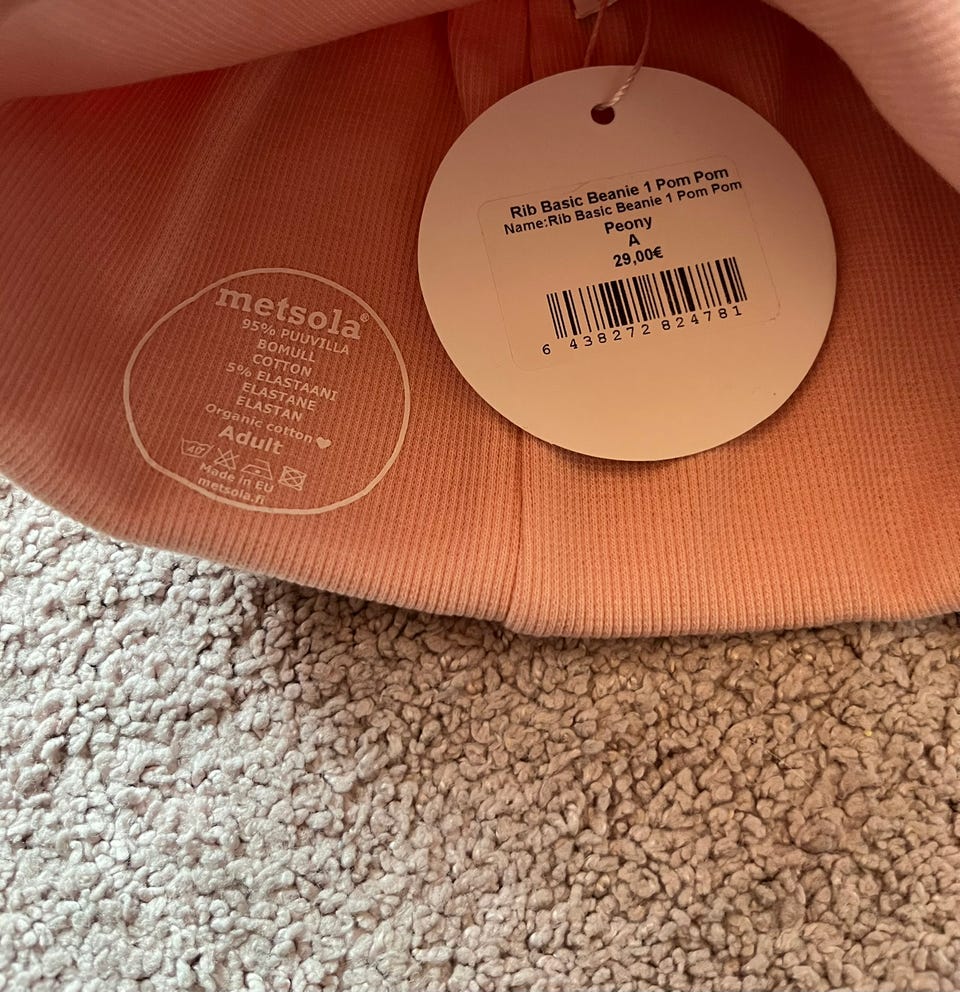 metsola®
95% PUUVILLA
BOMULL
COTTON
5% ELASTAANI
ELASTANE
ELASTAN
Organic cotton
Adult
40
Made in EU
metsola.fi
Rib Basic Beanie 1 Pom Pom
Name:Rib Basic Beanie 1 Pom Pom
Peony
A
29,00€
6 438272 824781